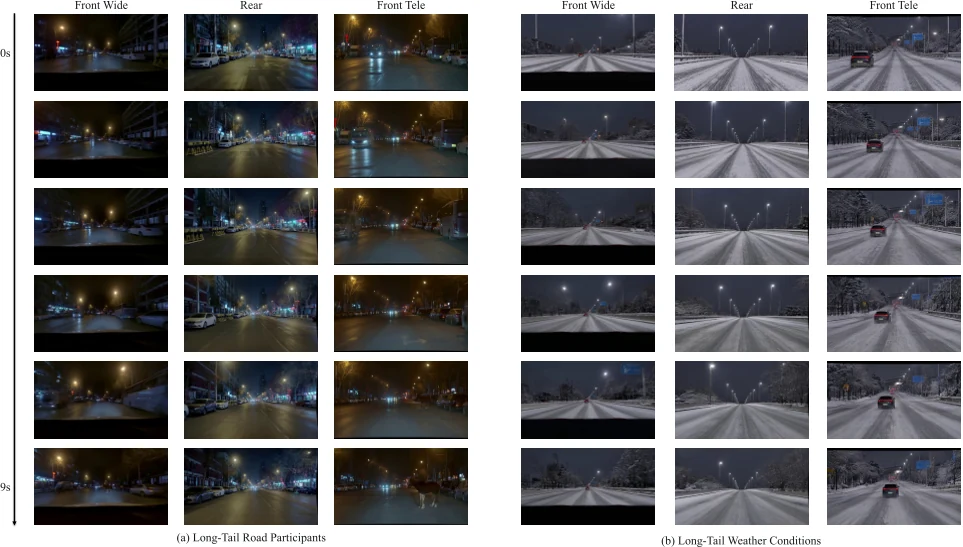 Front Wide Rear Front Tele Front Wide Rear Front Tele
0s
9s
(a) Long-Tail Road Participants
(b) Long-Tail Weather Conditions